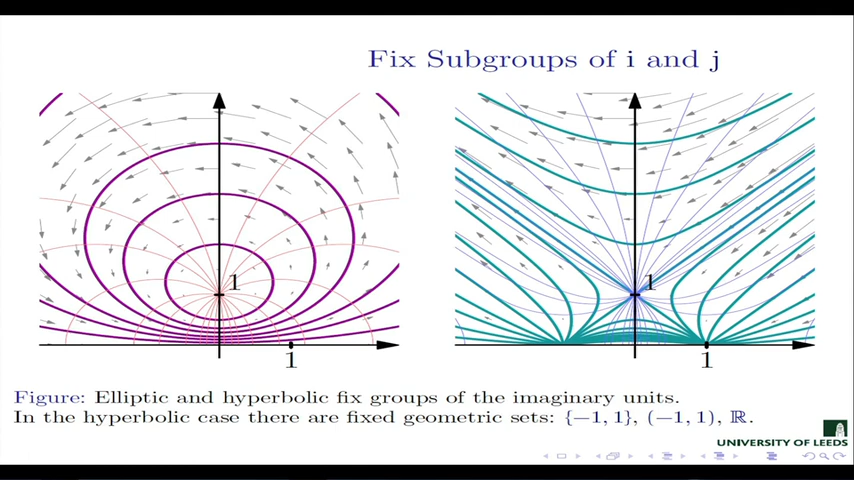 Fix Subgroups of i and j
1
1
1
1
Figure: Elliptic and hyperbolic fix groups of the imaginary units.
In the hyperbolic case there are fixed geometric sets: {−1, 1}, (−1, 1), ℝ.
UNIVERSITY OF LEEDS